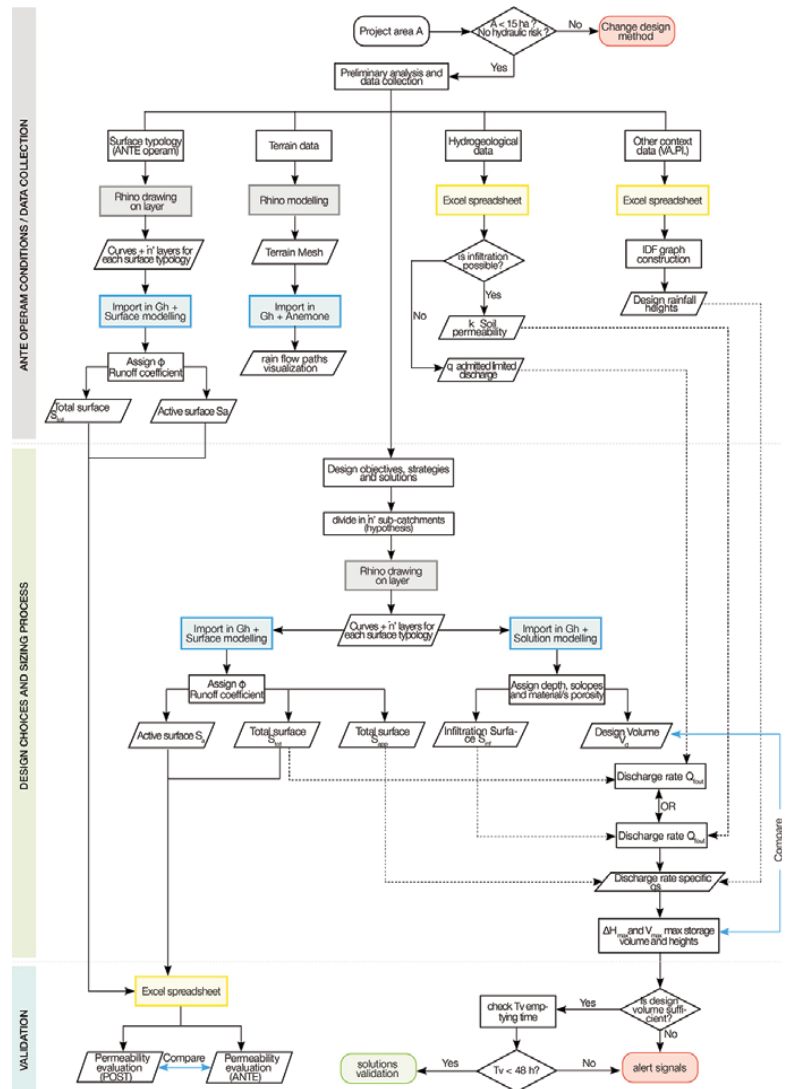 Project area A
A < 15 ha ?
No hydraulic risk ?
No
Change design
method
Yes
Preliminary analysis and
data collection
ANTE OPERAM CONDITIONS / DATA COLLECTION
Surface typology
(ANTE operam)
Terrain data
Hydrogeological
data
Other context
data (VA.PI.)
Rhino drawing
on layer
Rhino modelling
Excel spreadsheet
Excel spreadsheet
Curves + n° layers for
each surface typology
Terrain Mesh
is infiltration
possible?
IDF graph
construction
Import in Gh +
Surface modelling
Import in
Gh + Anemone
Yes
No
Design rainfall
heights
k Soil
permeability
Assign ϕ
Runoff coefficient
rain flow paths
visualization
q admitted limited
discharge
Total surface
Stot
Active surface Sa
DESIGN CHOICES AND SIZING PROCESS
Design objectives, strategies
and solutions
divide in n° sub-catchments
(hypothesis)
Rhino drawing
on layer
Import in Gh +
Surface modelling
Curves + n° layers for
each surface typology
Import in Gh +
Solution modelling
Assign ϕ
Runoff coefficient
Assign depth, solopes
and material/s porosity
Active surface Sa
Total surface
Stot
Total surface
Sapp
Infiltration Surfa-
ce Sinf
Design Volume
Vd
Discharge rate Qfout
OR
Discharge rate Qfout
Compare
Discharge rate specific
qs
ΔHmax and Vmax max storage
volume and heights
VALIDATION
Excel spreadsheet
check Tv emp-
tying time
Yes
Is design
volume suffi-
cient?
No
Permeability
evaluation
(POST)
Compare
Permeability
evaluation
(ANTE)
solutions
validation
Yes
Tv < 48 h?
No
alert signals